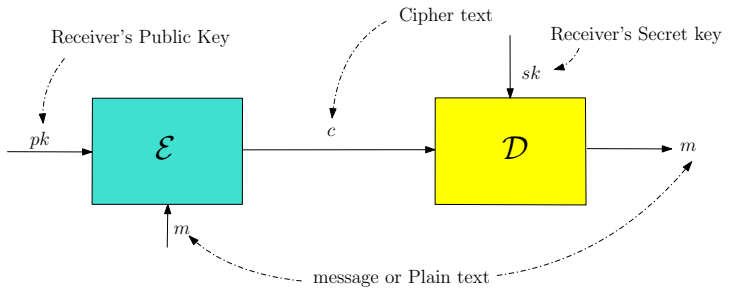 Cipher text
Receiver's Public Key
Receiver's Secret key
sk
pk
c
ℰ
𝒟
m
m
message or Plain text